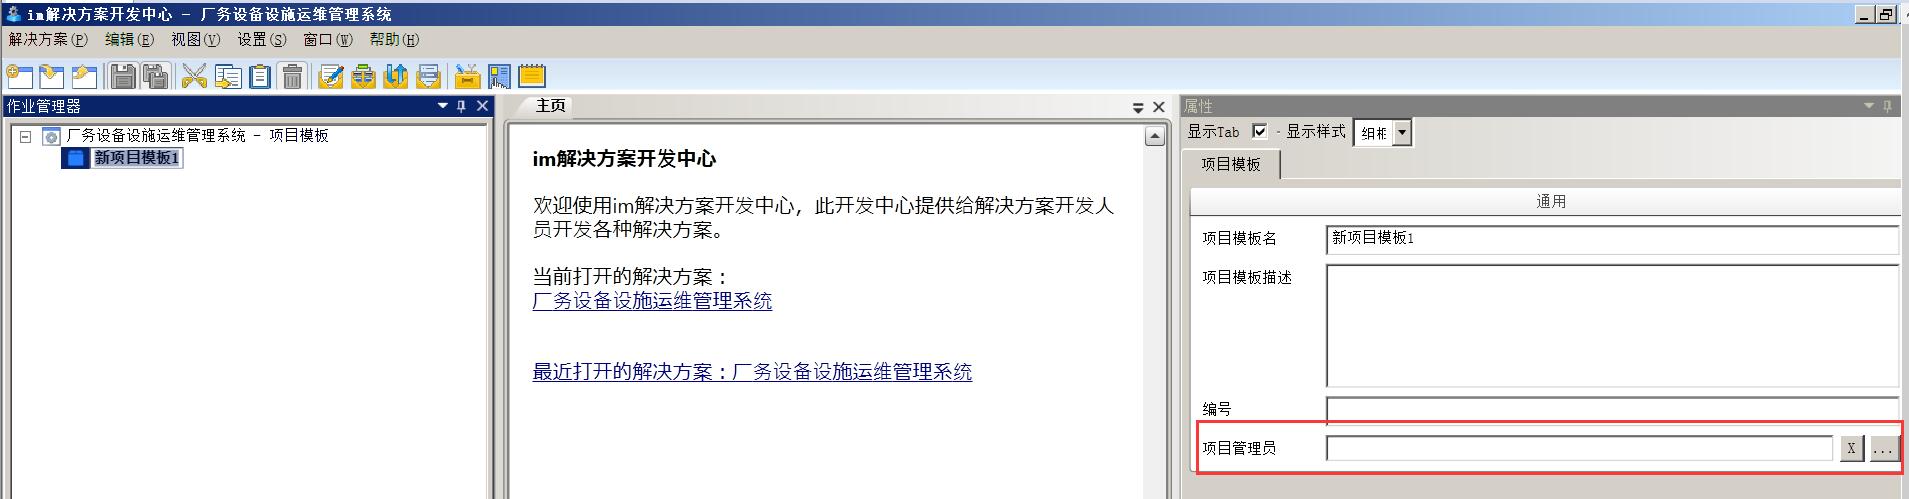 im解决方案开发中心 - 厂务设备设施运维管理系统
解决方案(P) 编辑(E) 视图(V) 设置(S) 窗口(W) 帮助(H)
作业管理器
厂务设备设施运维管理系统 - 项目模板
新项目模板1
主页
im解决方案开发中心
欢迎使用im解决方案开发中心，此开发中心提供给解决方案开发人
员开发各种解决方案。
当前打开的解决方案：
厂务设备设施运维管理系统
最近打开的解决方案：厂务设备设施运维管理系统
属性
显示Tab - 显示样式
项目模板
通用
项目模板名 新项目模板1
项目模板描述
编号
项目管理员 X ...